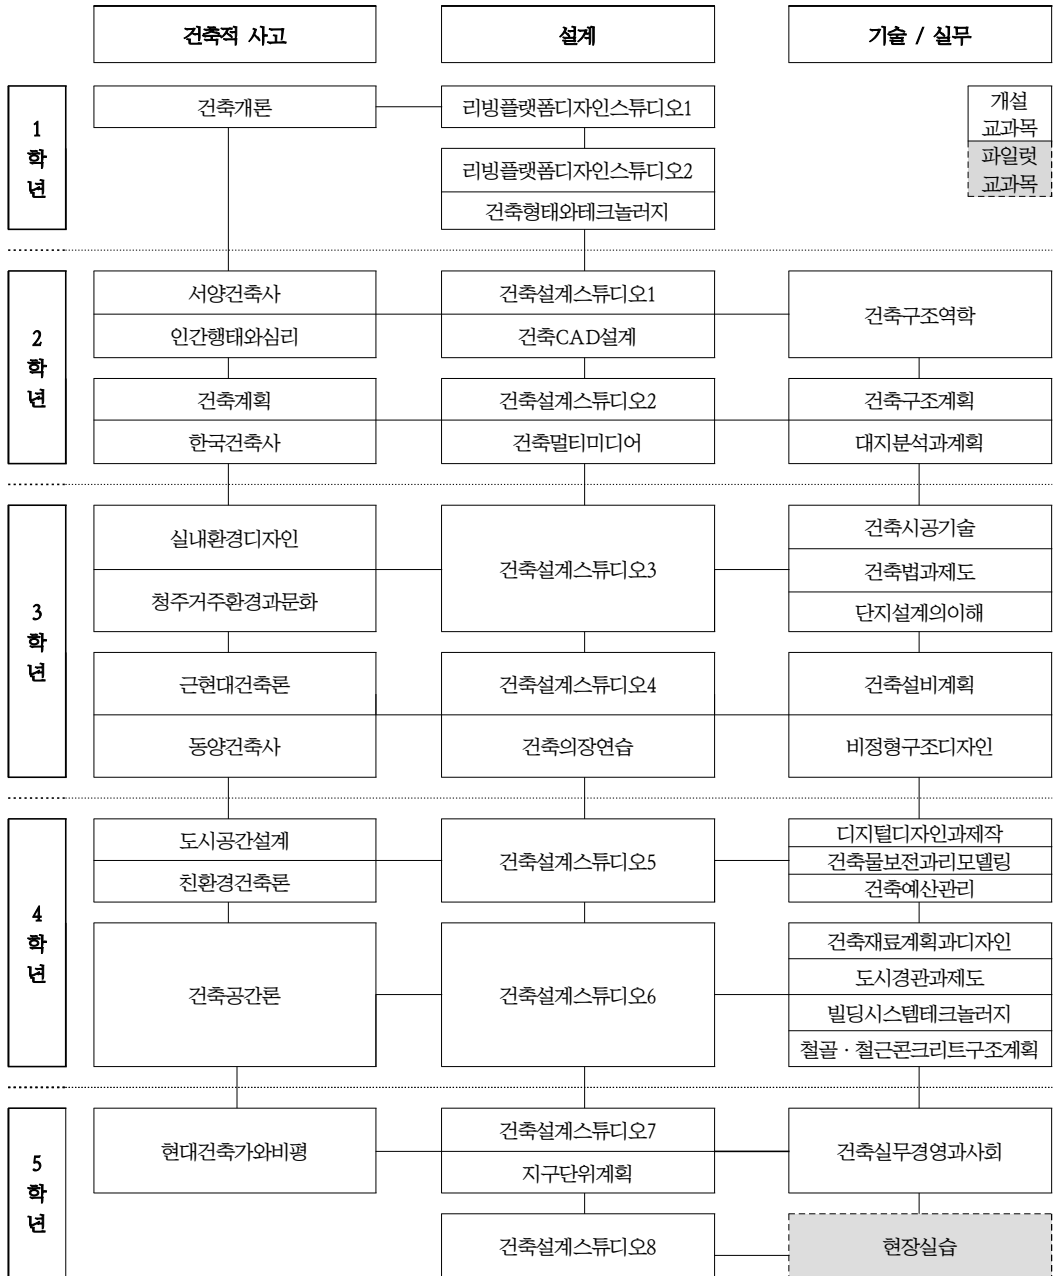 건축적 사고
설계
기술 / 실무
1
학
년
건축개론
리빙플랫폼디자인스튜디오1
개설
교과목
파일럿
교과목
리빙플랫폼디자인스튜디오2
건축형태와테크놀러지
2
학
년
서양건축사
인간행태와심리
건축설계스튜디오1
건축CAD설계
건축구조역학
건축계획
한국건축사
건축설계스튜디오2
건축멀티미디어
건축구조계획
대지분석과계획
3
학
년
실내환경디자인
청주거주환경과문화
건축설계스튜디오3
건축시공기술
건축법과제도
단지설계의이해
근현대건축론
동양건축사
건축설계스튜디오4
건축의장연습
건축설비계획
비정형구조디자인
4
학
년
도시공간설계
친환경건축론
건축설계스튜디오5
디지털디자인과제작
건축물보전과리모델링
건축예산관리
건축공간론
건축설계스튜디오6
건축재료계획과디자인
도시경관과제도
빌딩시스템테크놀러지
철골 · 철근콘크리트구조계획
5
학
년
현대건축가와비평
건축설계스튜디오7
지구단위계획
건축실무경영과사회
건축설계스튜디오8
현장실습